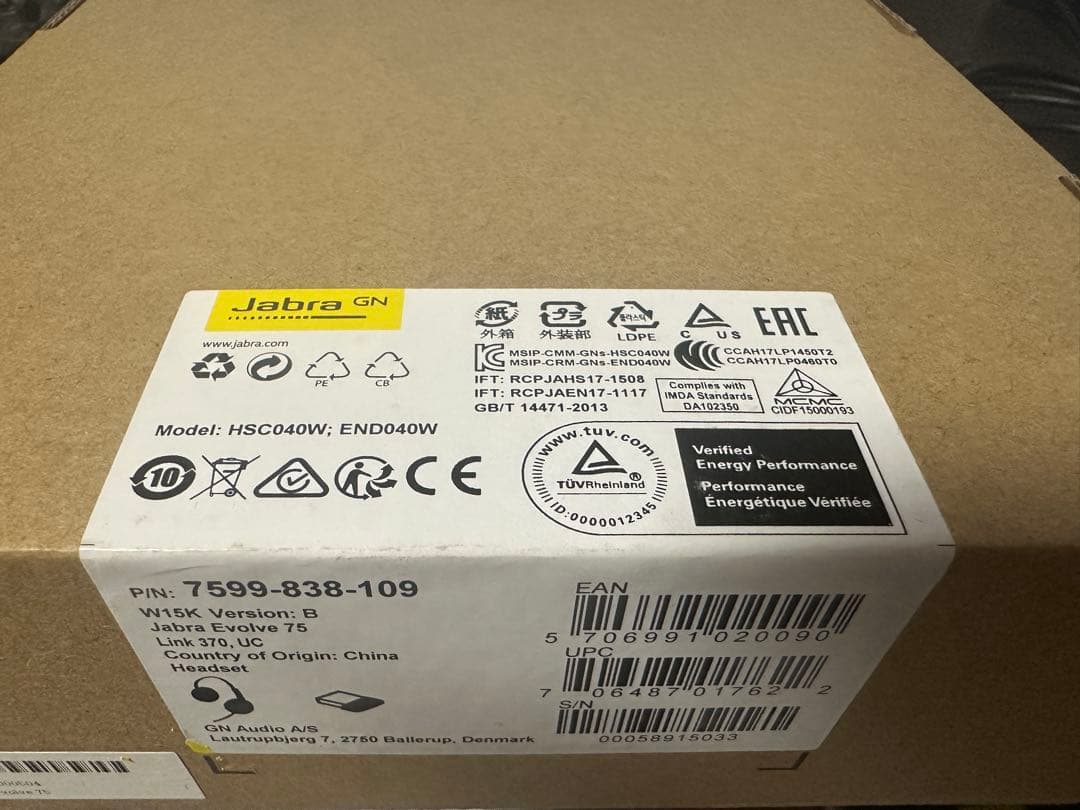 Jabra GN
www.jabra.com
PE
CB
紙
外箱
プラ
外装部
플라스틱
LDPE
C US
EAC
MSIP-CMM-GNs-HSC040W
MSIP-CRM-GNs-END040W
CCAH17LP1450T2
CCAH17LP0460T0
IFT: RCPJAHS17-1508
IFT: RCPJAEN17-1117
GB/T 14471-2013
Complies with
IMDA Standards
DA102350
MCMC
CIDF15000193
Model: HSC040W; END040W
10
CE
www.tuv.com
TÜVRheinland®
ID:0000012345
Verified
Energy Performance
Performance
Énergétique Vérifiée
P/N: 7599-838-109
W15K Version: B
Jabra Evolve 75
Link 370, UC
Country of Origin: China
Headset
GN Audio A/S
Lautrupbjerg 7, 2750 Ballerup, Denmark
EAN
5 706991 020090
UPC
7 06487 01762 2
S/N
00058915033